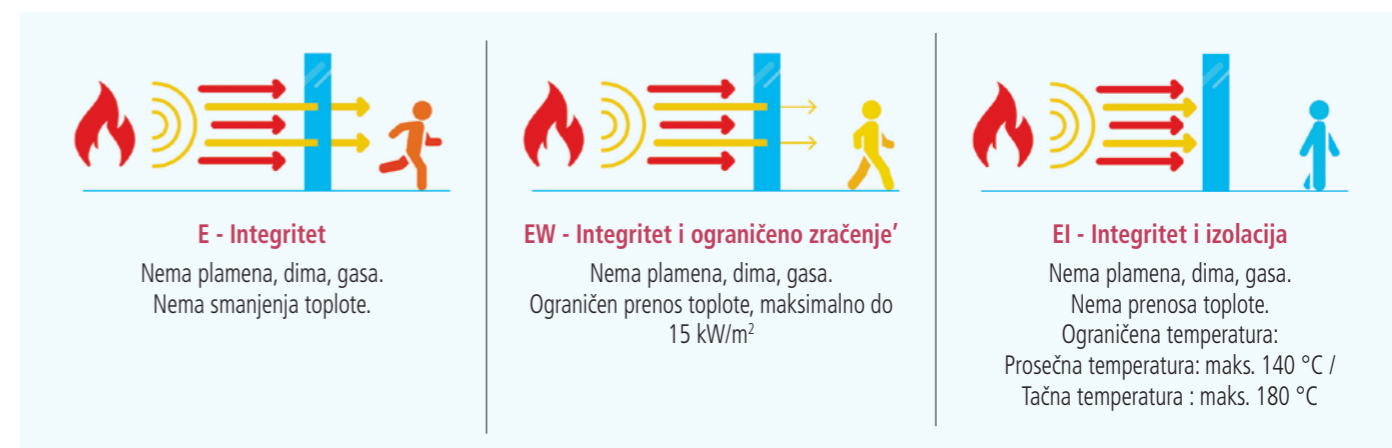 E - Integritet
Nema plamena, dima, gasa.
Nema smanjenja toplote.
EW - Integritet i ograničeno zračenje’
Nema plamena, dima, gasa.
Ograničen prenos toplote, maksimalno do
15 kW/m²
EI - Integritet i izolacija
Nema plamena, dima, gasa.
Nema prenosa toplote.
Ograničena temperatura:
Prosečna temperatura: maks. 140 °C /
Tačna temperatura : maks. 180 °C